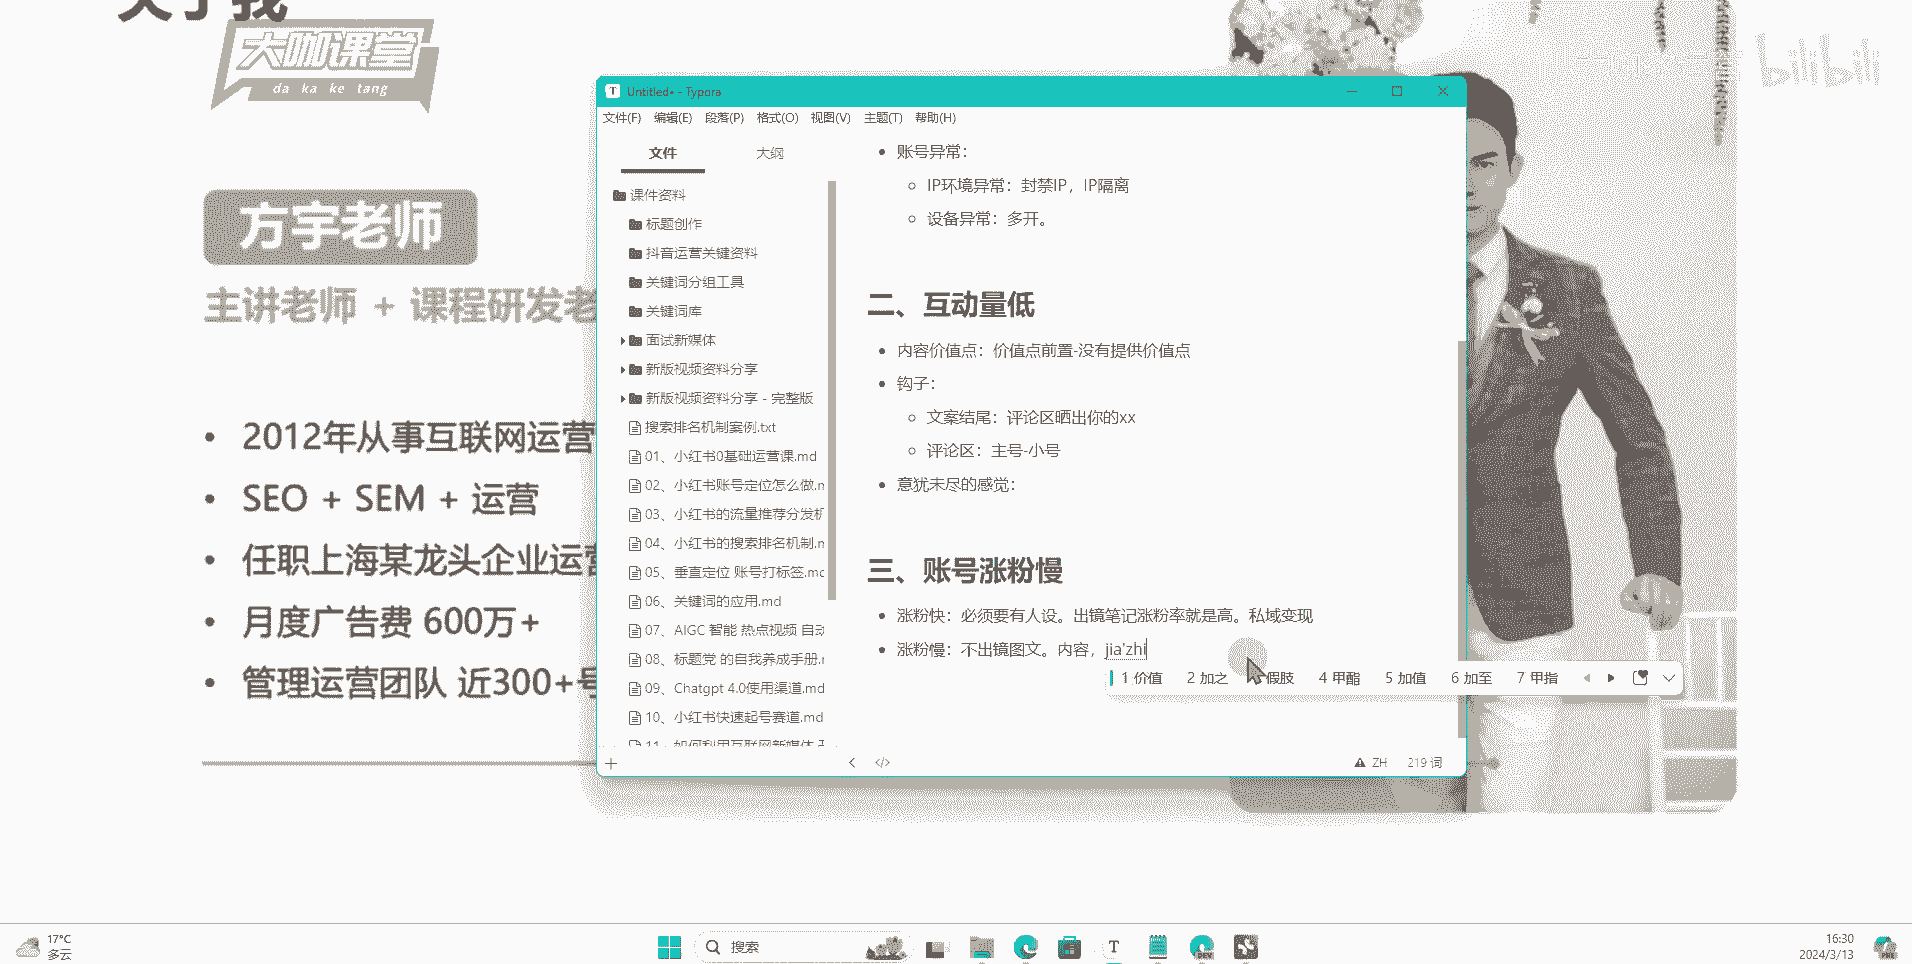 关于我
大咖课堂
da ka ke tang
bilibili
方宇老师
主讲老师 + 课程研发老
2012年从事互联网运营
SEO + SEM + 运营
任职上海某龙头企业运营
月度广告费 600万+
管理运营团队 近300+号
Untitled• - Typora
文件(F) 编辑(E) 段落(P) 格式(O) 视图(V) 主题(T) 帮助(H)
文件 大纲
课件资料
标题创作
抖音运营关键资料
关键词分组工具
关键词库
面试新媒体
新版视频资料分享
新版视频资料分享 - 完整版
搜索排名机制案例.txt
01、小红书0基础运营课.md
02、小红书账号定位怎么做.m
03、小红书的流量推荐分发机
04、小红书的搜索排名机制.m
05、垂直定位 账号打标签.md
06、关键词的应用.md
07、AIGC 智能 热点视频 自动
08、标题党 的自我养成手册.m
09、Chatgpt 4.0使用渠道.md
10、小红书快速起号赛道.md
11、如何利用互联网新媒体
账号异常：
IP环境异常：封禁IP，IP隔离
设备异常：多开。
二、互动量低
内容价值点：价值点前置-没有提供价值点
钩子：
文案结尾：评论区晒出你的xx
评论区：主号-小号
意犹未尽的感觉：
三、账号涨粉慢
涨粉快：必须要有人设。出镜笔记涨粉率就是高。私域变现
涨粉慢：不出镜图文。内容，jia'zhi
1 价值 2 加之 假肢 4 甲酯 5 加值 6 加至 7 甲指
ZH 219 词
17°C
多云
搜索
T
DEV
16:30
2024/3/13
PRE